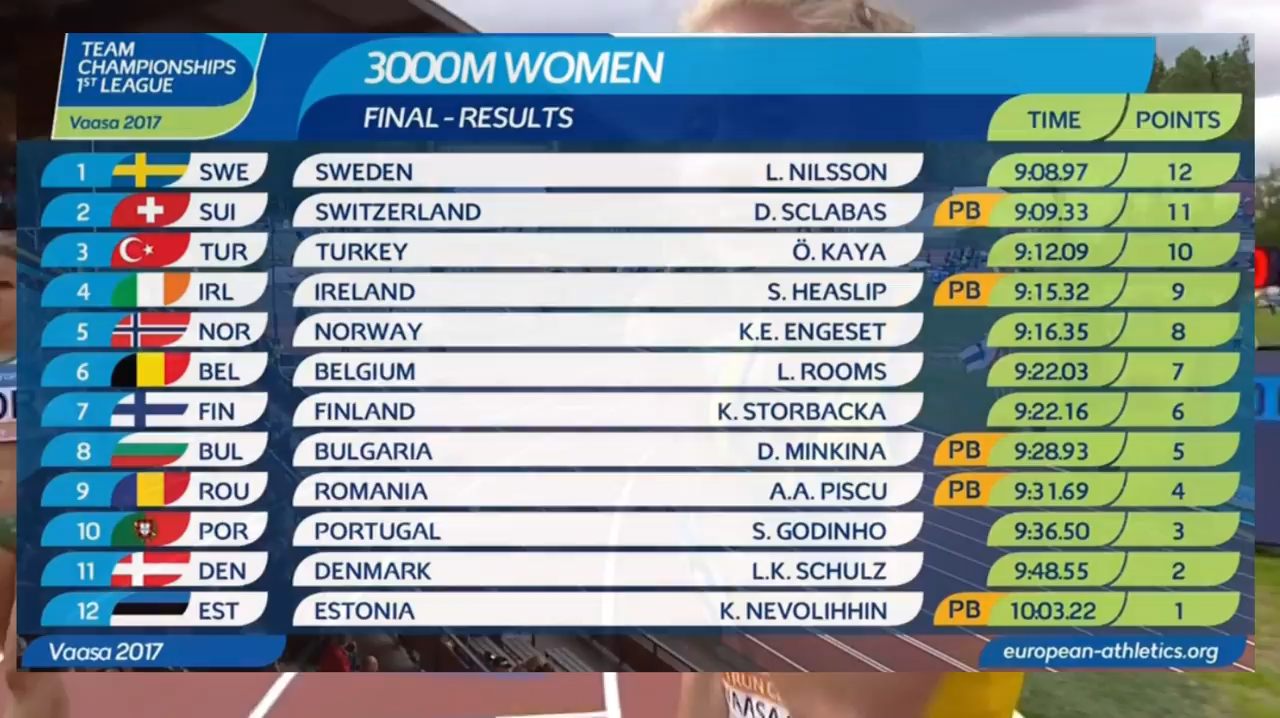 TEAM
CHAMPIONSHIPS
1ST LEAGUE
Vaasa 2017
3000M WOMEN
FINAL - RESULTS
TIME POINTS
1 SWE SWEDEN L. NILSSON 9:08.97 12
2 SUI SWITZERLAND D. SCLABAS PB 9:09.33 11
3 TUR TURKEY Ö. KAYA 9:12.09 10
4 IRL IRELAND S. HEASLIP PB 9:15.32 9
5 NOR NORWAY K.E. ENGESET 9:16.35 8
6 BEL BELGIUM L. ROOMS 9:22.03 7
7 FIN FINLAND K. STORBACKA 9:22.16 6
8 BUL BULGARIA D. MINKINA PB 9:28.93 5
9 ROU ROMANIA A.A. PISCU PB 9:31.69 4
10 POR PORTUGAL S. GODINHO 9:36.50 3
11 DEN DENMARK L.K. SCHULZ 9:48.55 2
12 EST ESTONIA K. NEVOLIHHIN PB 10:03.22 1
Vaasa 2017 european-athletics.org